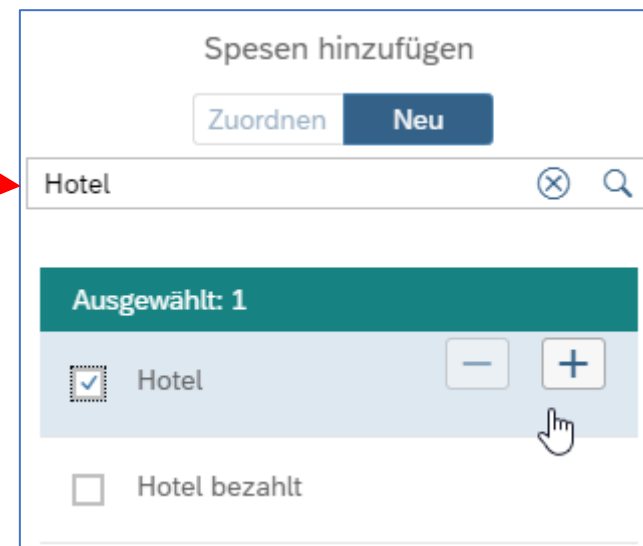 Spesen hinzufügen
Zuordnen Neu
Hotel
Ausgewählt: 1
Hotel
Hotel bezahlt